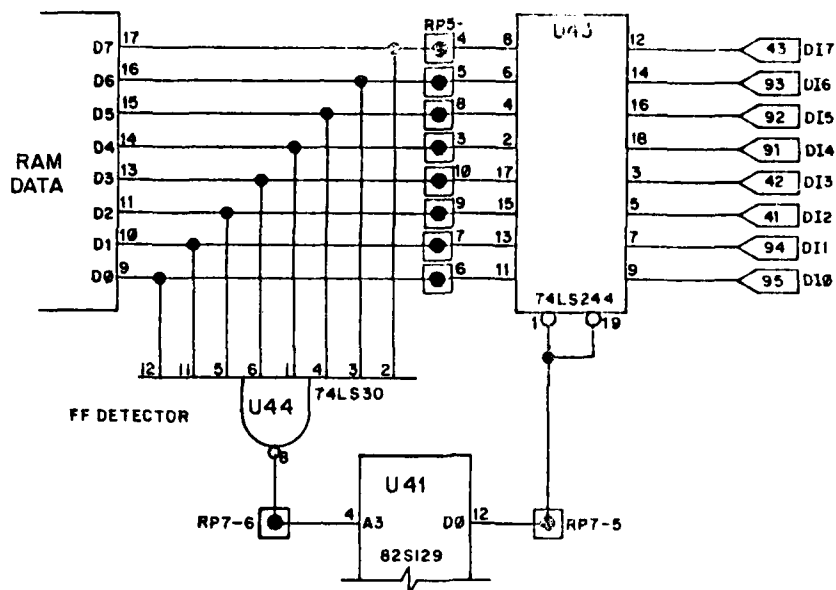 RP5-
U43
D7 17 4 8 12 43 DI7
D6 16 5 6 14 93 DI6
D5 15 8 4 16 92 DI5
D4 14 3 2 18 91 DI4
RAM
DATA
D3 13 10 17 3 42 DI3
D2 11 9 15 5 41 DI2
D1 10 7 13 7 94 DI1
DØ 9 6 11 9 95 DIØ
74LS244
1 19
12 11 5 6 1 4 3 2
74LS30
U44
FF DETECTOR
8
U41
RP7-6 4 A3 DØ 12 RP7-5
82S129